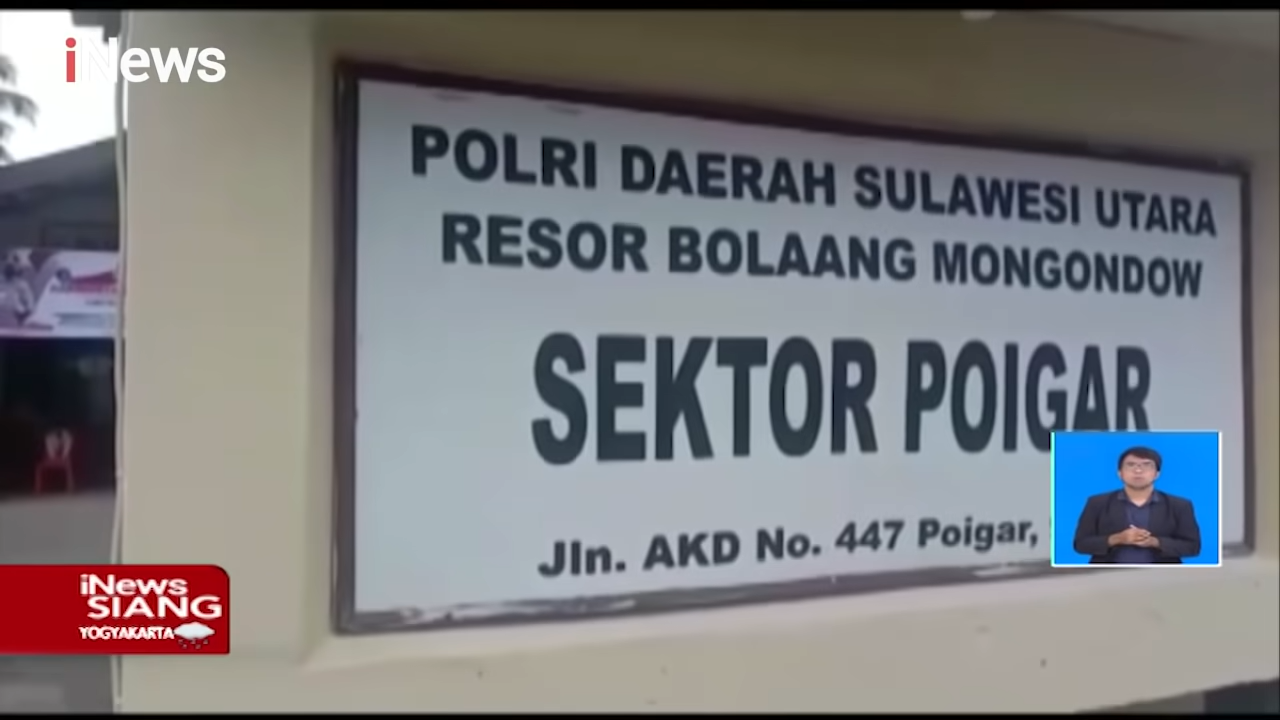 iNews
POLRI DAERAH SULAWESI UTARA
RESOR BOLAANG MONGONDOW
SEKTOR POIGAR
Jln. AKD No. 447 Poigar,
iNews
SIANG
YOGYAKARTA